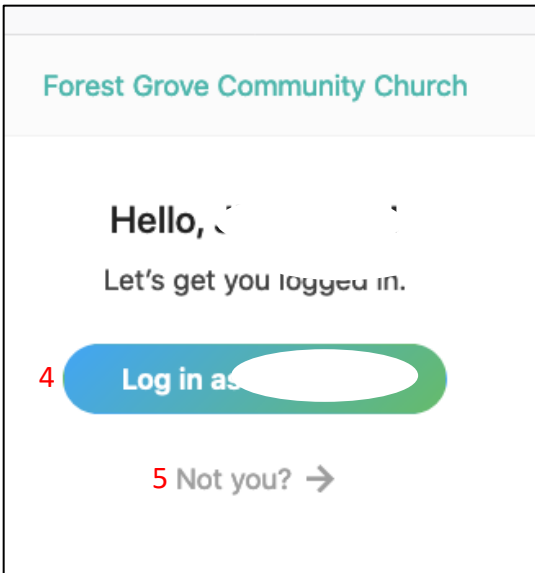 Forest Grove Community Church
Hello,
Let's get you logged in.
4 Log in as
5 Not you? →